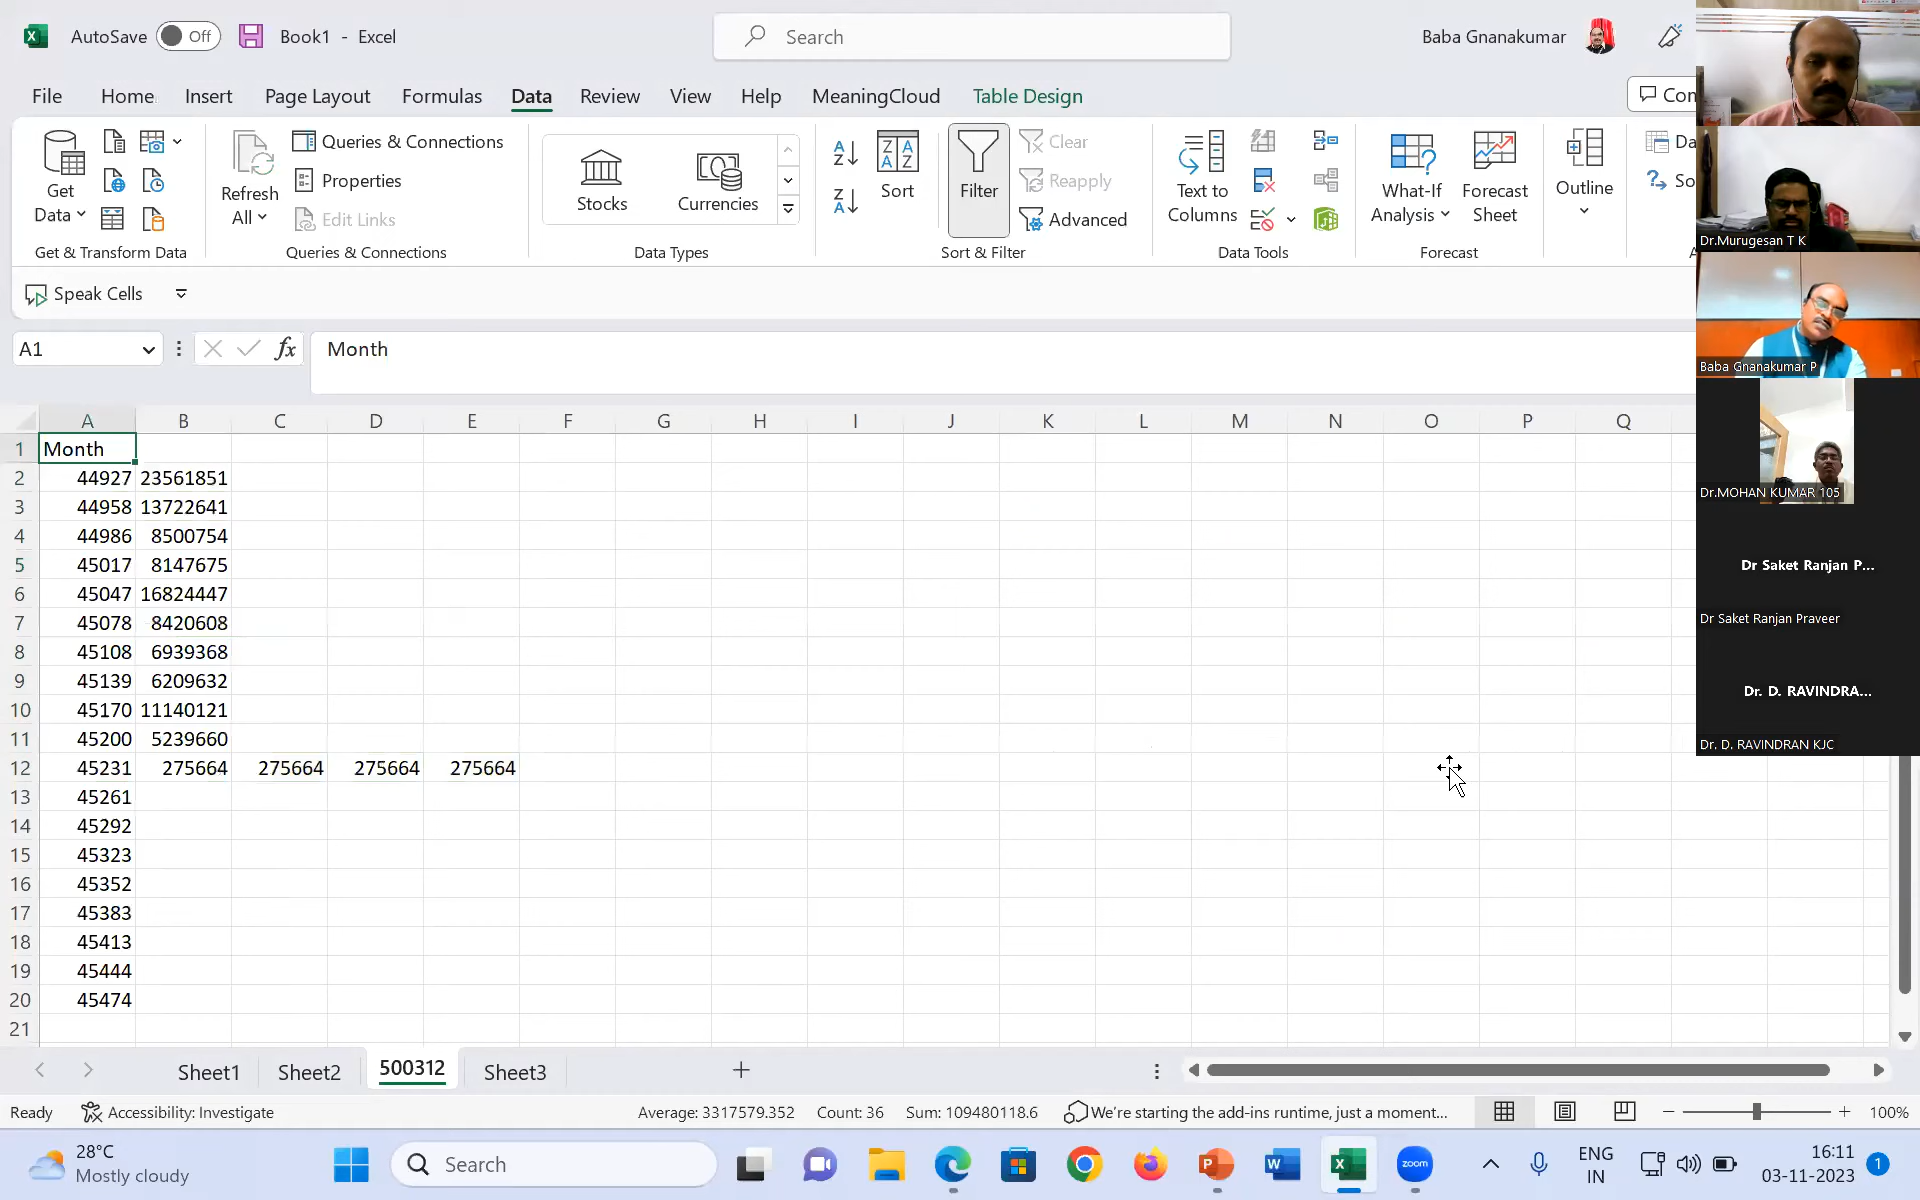 AutoSave Off Book1 - Excel Search Baba Gnanakumar
File Home Insert Page Layout Formulas Data Review View Help MeaningCloud Table Design Con
Queries & Connections Clear Da
Properties Reapply So
Get Data Refresh All Edit Links Stocks Currencies Sort Filter Advanced Text to Columns What-If Analysis Forecast Sheet Outline
Get & Transform Data Queries & Connections Data Types Sort & Filter Data Tools Forecast A
Dr.Murugesan T K
Speak Cells
A1 fx Month
Baba Gnanakumar P
A B C D E F G H I J K L M N O P Q
1 Month
2 44927 23561851
Dr.MOHAN KUMAR 105
3 44958 13722641
4 44986 8500754
5 45017 8147675
Dr Saket Ranjan P...
6 45047 16824447
7 45078 8420608
Dr Saket Ranjan Praveer
8 45108 6939368
9 45139 6209632
Dr. D. RAVINDRA...
10 45170 11140121
11 45200 5239660
Dr. D. RAVINDRAN KJC
12 45231 275664 275664 275664 275664
13 45261
14 45292
15 45323
16 45352
17 45383
18 45413
19 45444
20 45474
21
Sheet1 Sheet2 500312 Sheet3
Ready Accessibility: Investigate Average: 3317579.352 Count: 36 Sum: 109480118.6 We're starting the add-ins runtime, just a moment... 100%
28°C
Mostly cloudy
Search
zoom
ENG
IN
16:11
03-11-2023
1